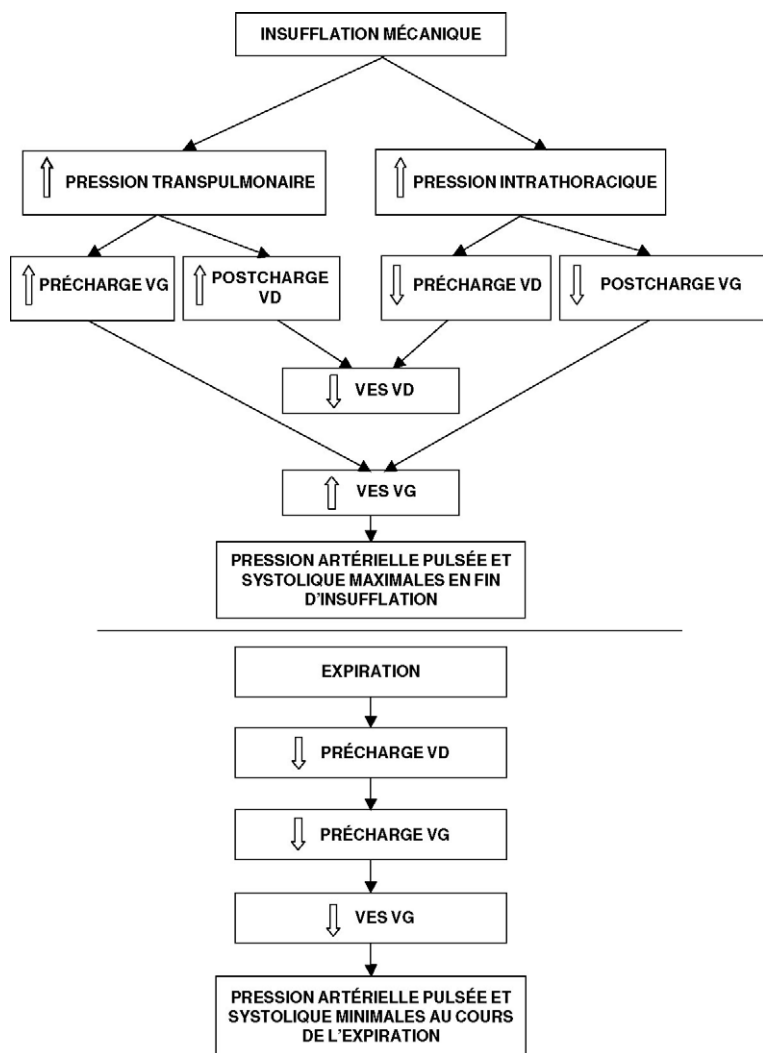 INSUFFLATION MÉCANIQUE
PRESSION TRANSPULMONAIRE
PRESSION INTRATHORACIQUE
PRÉCHARGE VG
POSTCHARGE
VD
PRÉCHARGE VD
POSTCHARGE VG
VES VD
VES VG
PRESSION ARTÉRIELLE PULSÉE ET
SYSTOLIQUE MAXIMALES EN FIN
D'INSUFFLATION
EXPIRATION
PRÉCHARGE VD
PRÉCHARGE VG
VES VG
PRESSION ARTÉRIELLE PULSÉE ET
SYSTOLIQUE MINIMALES AU COURS
DE L'EXPIRATION